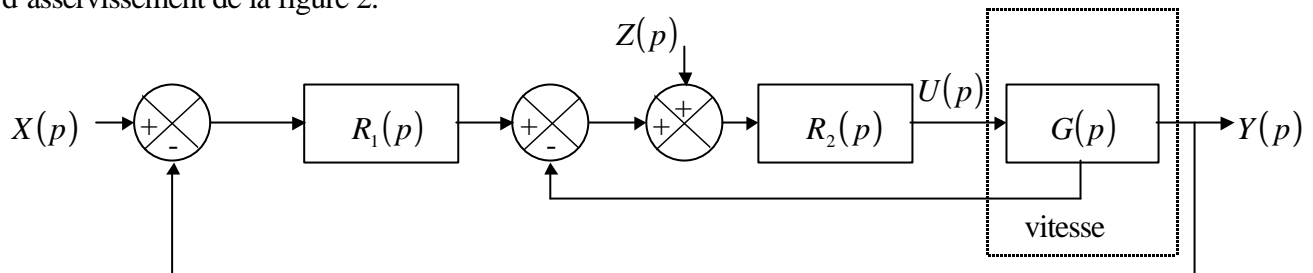 d'asservissement de la figure 2.
Z(p)
X(p)
+
-
R₁(p)
+
-
+
+
R₂(p)
U(p)
G(p)
Y(p)
vitesse